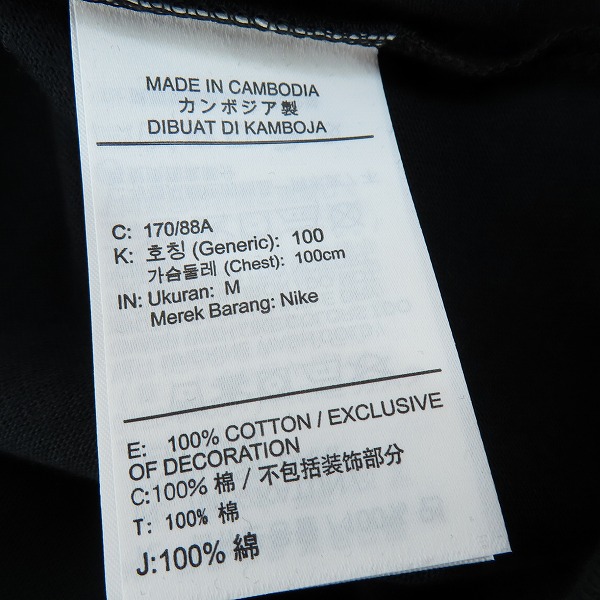 MADE IN CAMBODIA
カンボジア製
DIBUAT DI KAMBOJA
C: 170/88A
K: 호칭 (Generic): 100
가슴둘레 (Chest): 100cm
IN: Ukuran: M
Merek Barang: Nike
E: 100% COTTON / EXCLUSIVE
OF DECORATION
C:100% 棉 / 不包括装饰部分
T: 100% 棉
J:100% 綿